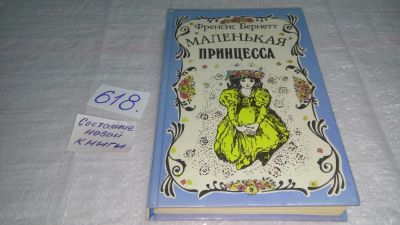 618.
Состояние
новой
книги
Френсис Бернетт
МАЛЕНЬКАЯ
ПРИНЦЕССА